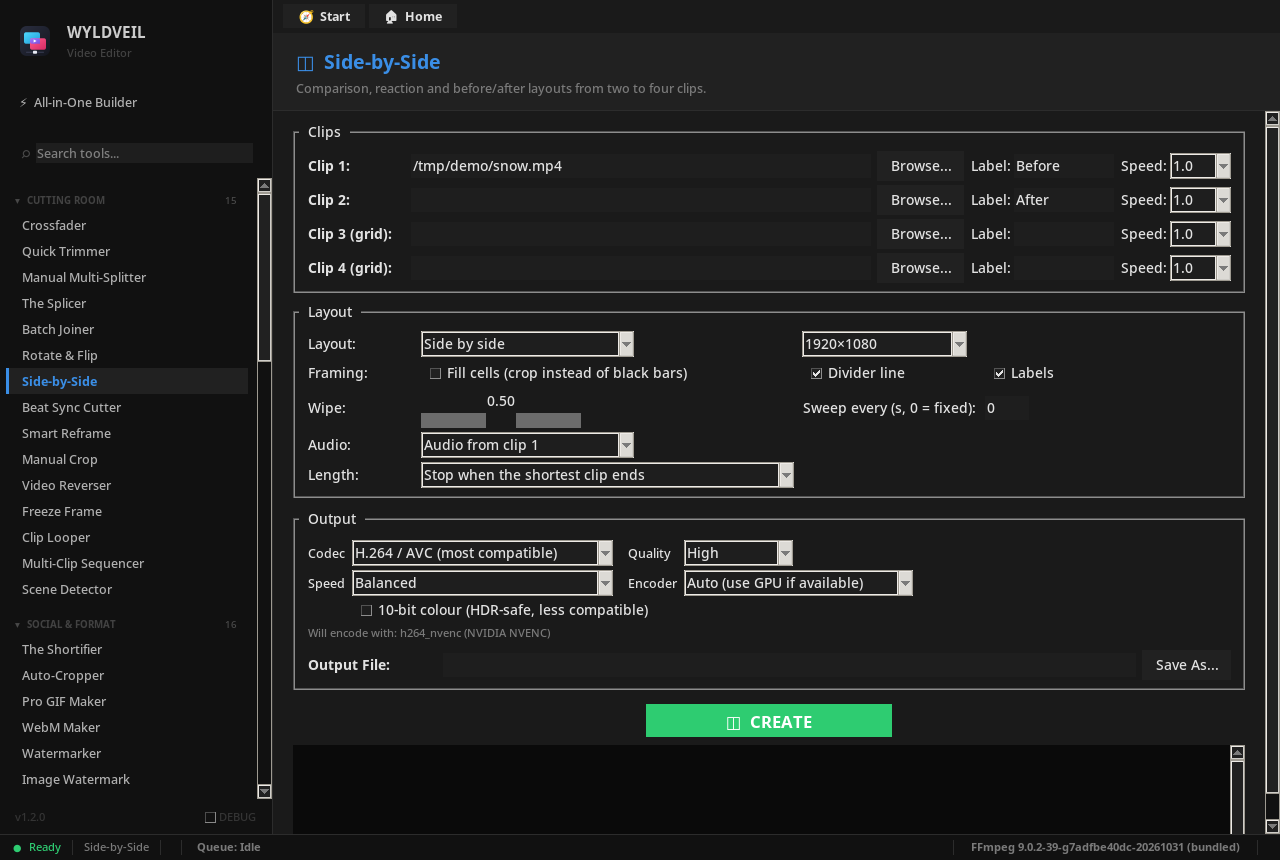 WYLDVEIL
Video Editor
⚡ All-in-One Builder
Search tools...
▾ CUTTING ROOM 15
Crossfader
Quick Trimmer
Manual Multi-Splitter
The Splicer
Batch Joiner
Rotate & Flip
Side-by-Side
Beat Sync Cutter
Smart Reframe
Manual Crop
Video Reverser
Freeze Frame
Clip Looper
Multi-Clip Sequencer
Scene Detector
▾ SOCIAL & FORMAT 16
The Shortifier
Auto-Cropper
Pro GIF Maker
WebM Maker
Watermarker
Image Watermark
v1.2.0 DEBUG
Start Home
Side-by-Side
Comparison, reaction and before/after layouts from two to four clips.
Clips
Clip 1: /tmp/demo/snow.mp4 Browse... Label: Before Speed: 1.0
Clip 2: Browse... Label: After Speed: 1.0
Clip 3 (grid): Browse... Label: Speed: 1.0
Clip 4 (grid): Browse... Label: Speed: 1.0
Layout
Layout: Side by side 1920×1080
Framing: Fill cells (crop instead of black bars) Divider line Labels
Wipe: 0.50 Sweep every (s, 0 = fixed): 0
Audio: Audio from clip 1
Length: Stop when the shortest clip ends
Output
Codec H.264 / AVC (most compatible) Quality High
Speed Balanced Encoder Auto (use GPU if available)
10-bit colour (HDR-safe, less compatible)
Will encode with: h264_nvenc (NVIDIA NVENC)
Output File: Save As...
CREATE
Ready Side-by-Side Queue: Idle FFmpeg 9.0.2-39-g7adfbe40dc-20261031 (bundled)